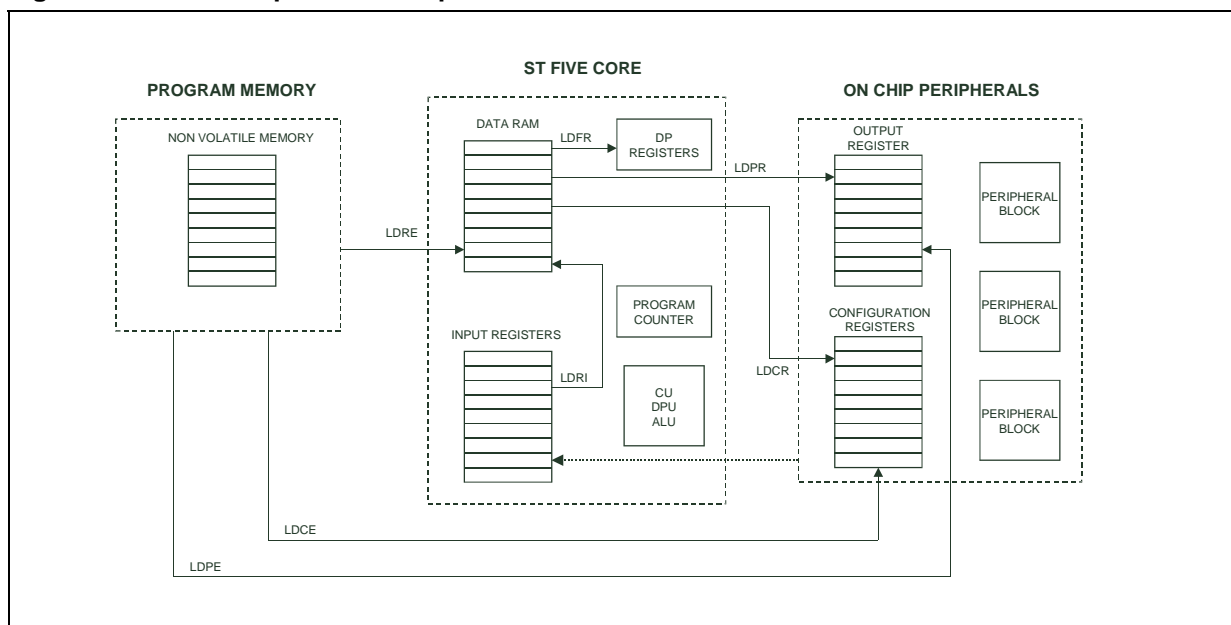 ST FIVE CORE
PROGRAM MEMORY
ON CHIP PERIPHERALS
NON VOLATILE MEMORY
DATA RAM
LDFR
DP
REGISTERS
LDPR
OUTPUT
REGISTER
PERIPHERAL
BLOCK
LDRE
PROGRAM
COUNTER
PERIPHERAL
BLOCK
INPUT REGISTERS
CONFIGURATION
REGISTERS
LDRI
CU
DPU
ALU
LDCR
PERIPHERAL
BLOCK
LDCE
LDPE